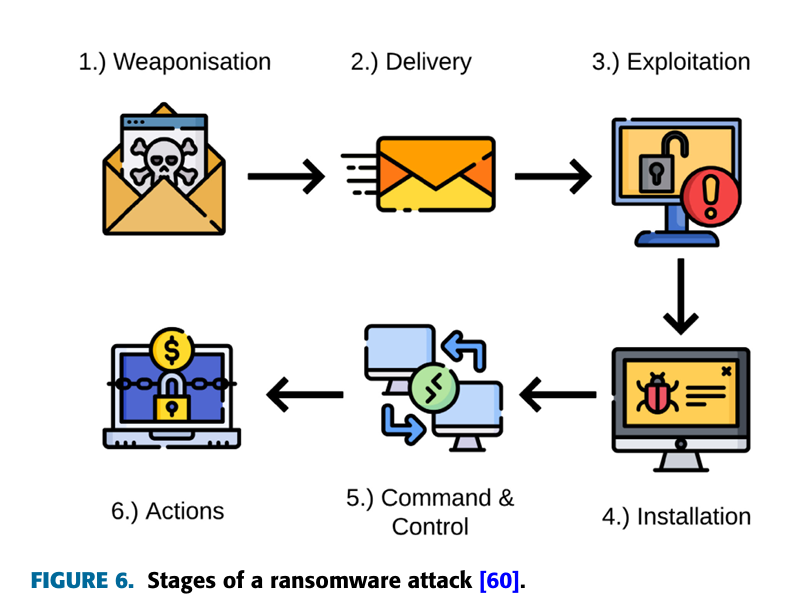 1.) Weaponisation
2.) Delivery
3.) Exploitation
$
6.) Actions
5.) Command &
Control
4.) Installation
FIGURE 6. Stages of a ransomware attack [60].